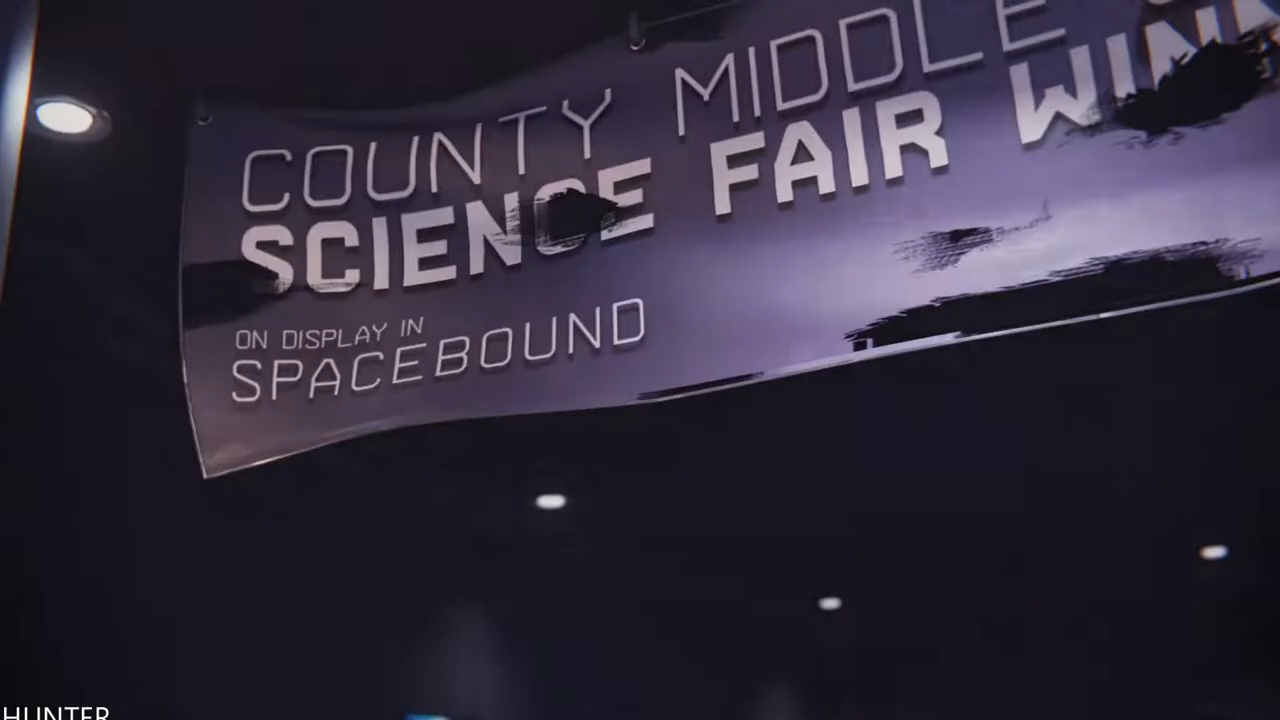 COUNTY MIDDLE
SCIENCE FAIR
ON DISPLAY IN
SPACEBOUND
HUNTER